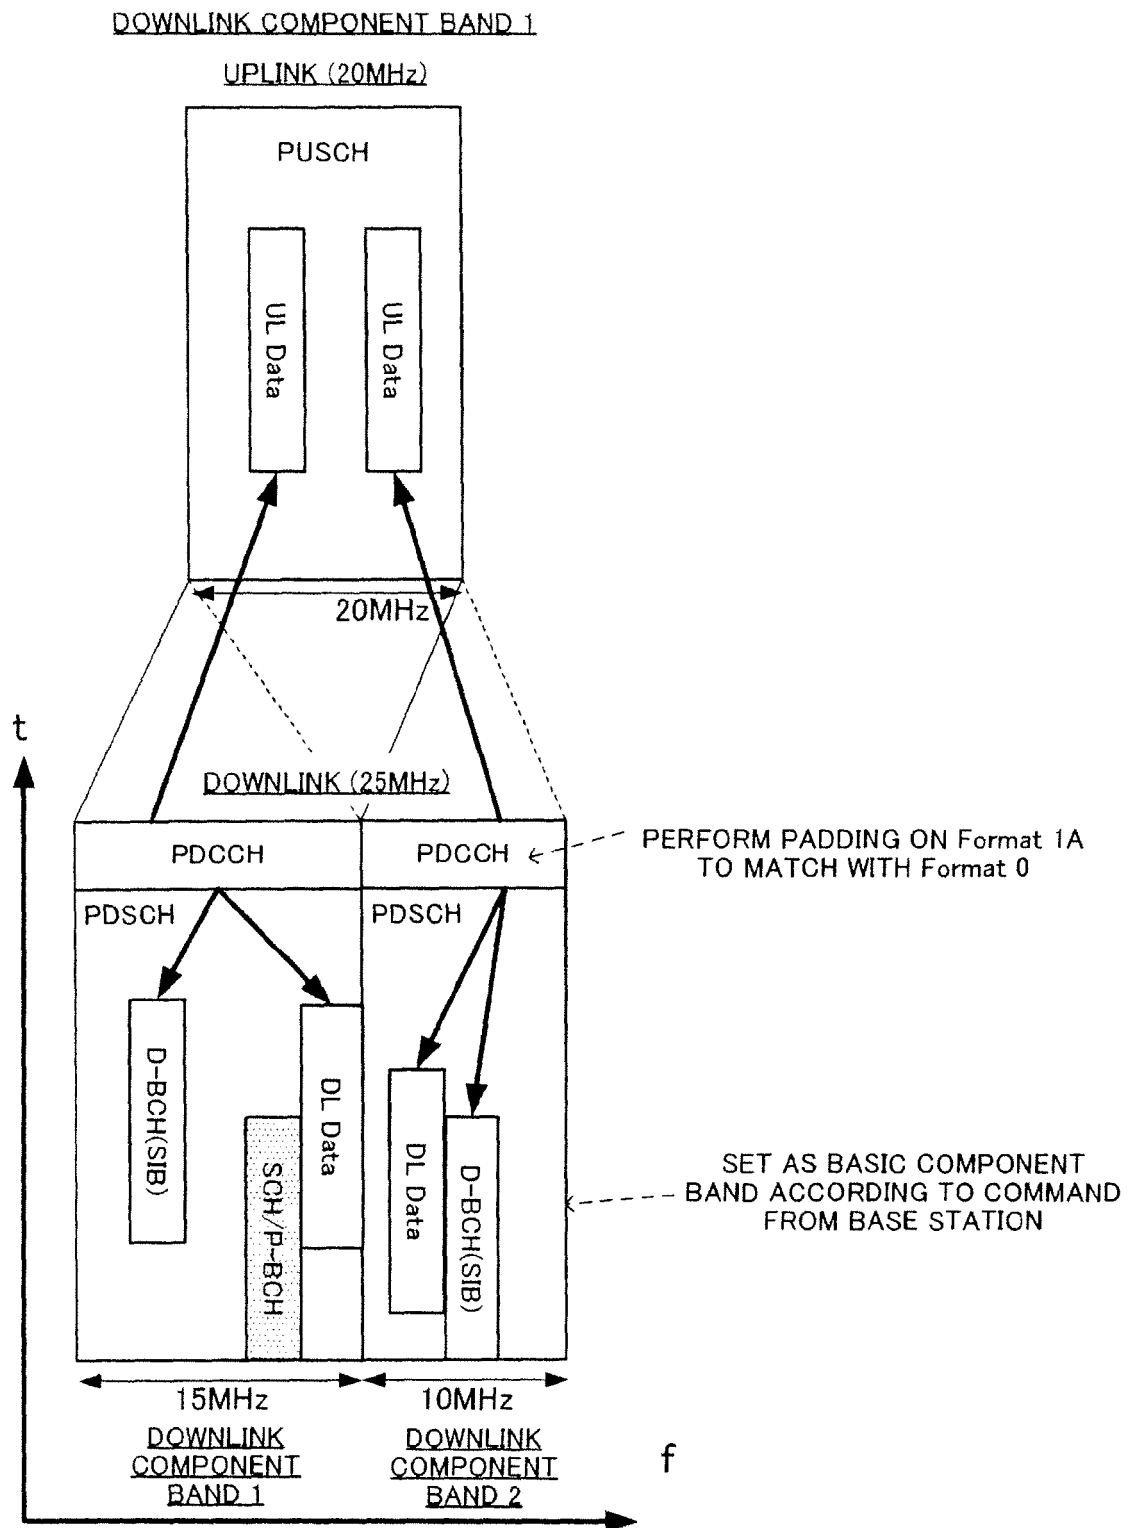 DOWNLINK COMPONENT BAND 1
UPLINK (20MHz)
PUSCH
UL Data
UL Data
20MHz
t
DOWNLINK (25MHz)
PDCCH
PDCCH
PERFORM PADDING ON Format 1A
TO MATCH WITH Format 0
PDSCH
PDSCH
D-BCH(SIB)
SCH/P-BCH
DL Data
DL Data
D-BCH(SIB)
SET AS BASIC COMPONENT
BAND ACCORDING TO COMMAND
FROM BASE STATION
15MHz
10MHz
DOWNLINK
COMPONENT
BAND 1
DOWNLINK
COMPONENT
BAND 2
f